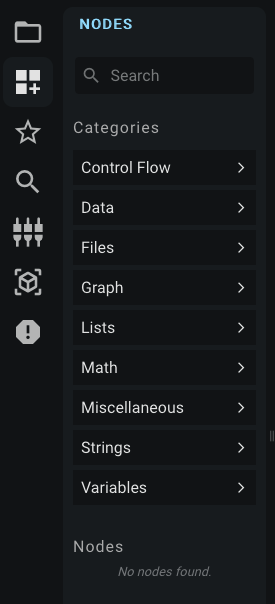 NODES
Search
Categories
Control Flow
Data
Files
Graph
Lists
Math
Miscellaneous
Strings
Variables
Nodes
No nodes found.